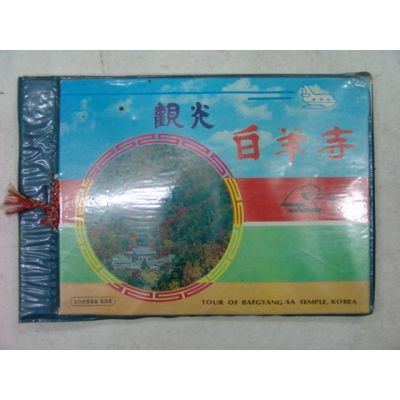 觀光
白羊寺
TOUR OF BAEGYANG-SA TEMPLE, KOREA